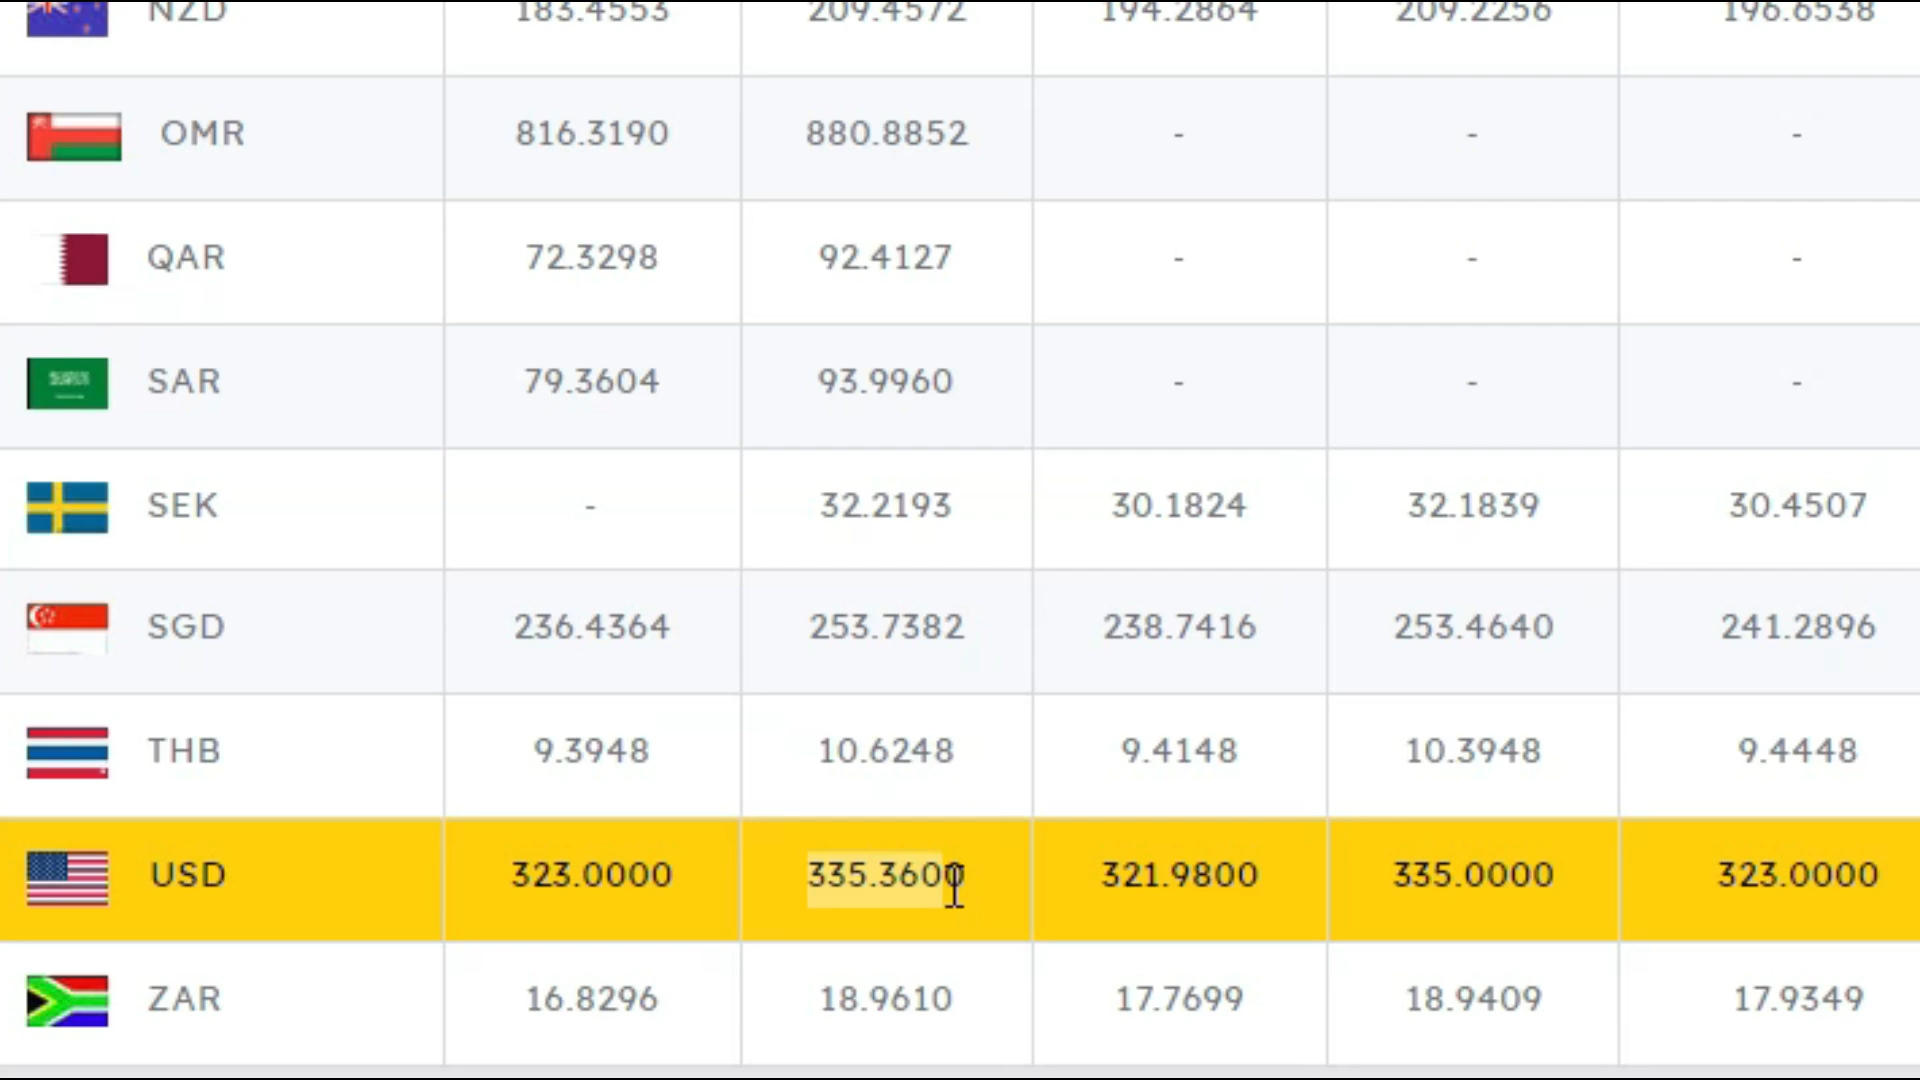 NZD 183.4553 209.4572 194.2864 209.2256 196.6538
OMR 816.3190 880.8852 - - -
QAR 72.3298 92.4127 - - -
SAR 79.3604 93.9960 - - -
SEK - 32.2193 30.1824 32.1839 30.4507
SGD 236.4364 253.7382 238.7416 253.4640 241.2896
THB 9.3948 10.6248 9.4148 10.3948 9.4448
USD 323.0000 335.3600 321.9800 335.0000 323.0000
ZAR 16.8296 18.9610 17.7699 18.9409 17.9349